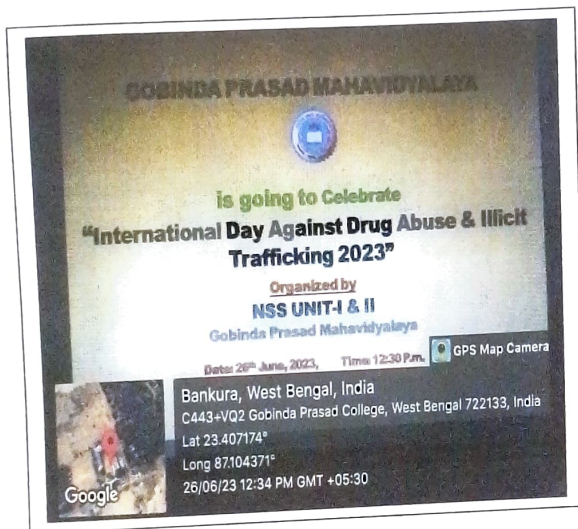 GOBINDA PRASAD MAHAVIDYALAYA
is going to Celebrate
"International Day Against Drug Abuse & Illicit
Trafficking 2023"
Organized by
NSS UNIT-I & II
Gobinda Prasad Mahavidyalaya
Date: 26th June, 2023, Time: 12:30 P.m.
GPS Map Camera
Bankura, West Bengal, India
C443+VQ2 Gobinda Prasad College, West Bengal 722133, India
Lat 23.407174°
Long 87.104371°
26/06/23 12:34 PM GMT +05:30
Google